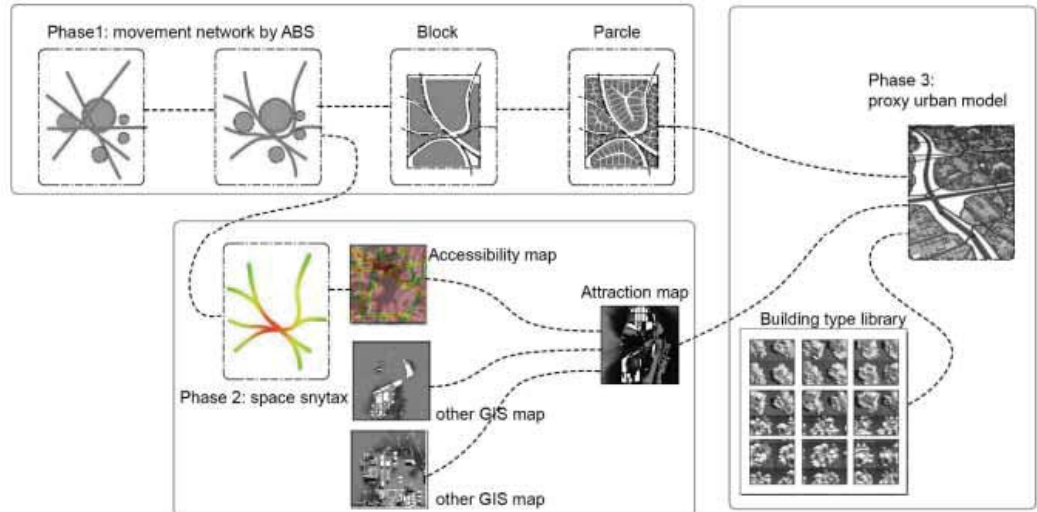 Phase1: movement network by ABS
Block
Parcle
Phase 3:
proxy urban model
Accessibility map
Attraction map
Building type library
Phase 2: space snytax
other GIS map
other GIS map